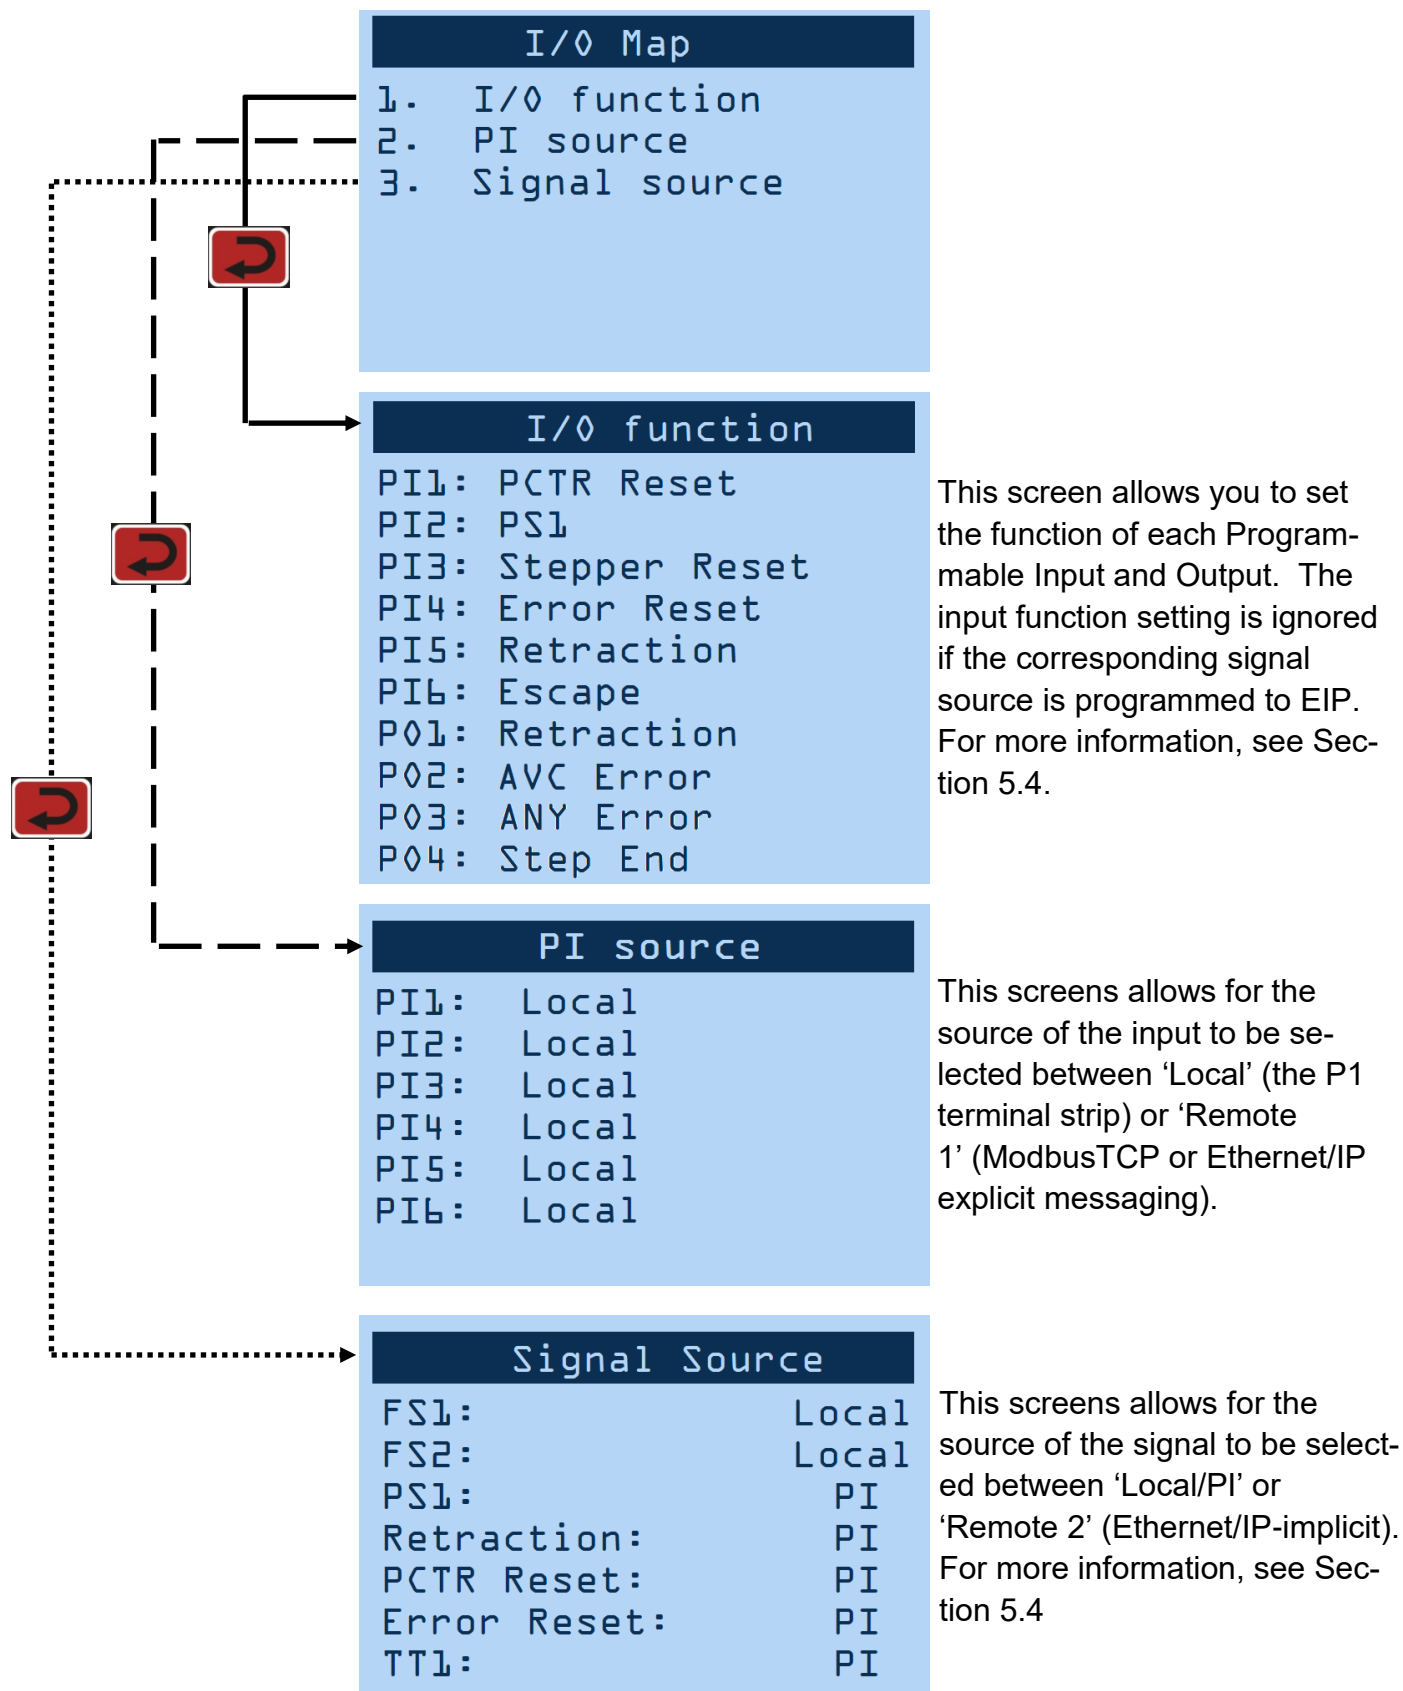 I/O Map
1. I/O function
2. PI source
3. Signal source
I/O function
PI1: PCTR Reset
PI2: PS1
PI3: Stepper Reset
PI4: Error Reset
PI5: Retraction
PI6: Escape
PO1: Retraction
PO2: AVC Error
PO3: ANY Error
PO4: Step End
This screen allows you to set
the function of each Program-
mable Input and Output.  The
input function setting is ignored
if the corresponding signal
source is programmed to EIP.
For more information, see Sec-
tion 5.4.
PI source
PI1: Local
PI2: Local
PI3: Local
PI4: Local
PI5: Local
PI6: Local
This screens allows for the
source of the input to be se-
lected between ‘Local’ (the P1
terminal strip) or ‘Remote
1’ (ModbusTCP or Ethernet/IP
explicit messaging).
Signal Source
FS1: Local
FS2: Local
PS1: PI
Retraction: PI
PCTR Reset: PI
Error Reset: PI
TT1: PI
This screens allows for the
source of the signal to be select-
ed between ‘Local/PI’ or
‘Remote 2’ (Ethernet/IP-implicit).
For more information, see Sec-
tion 5.4